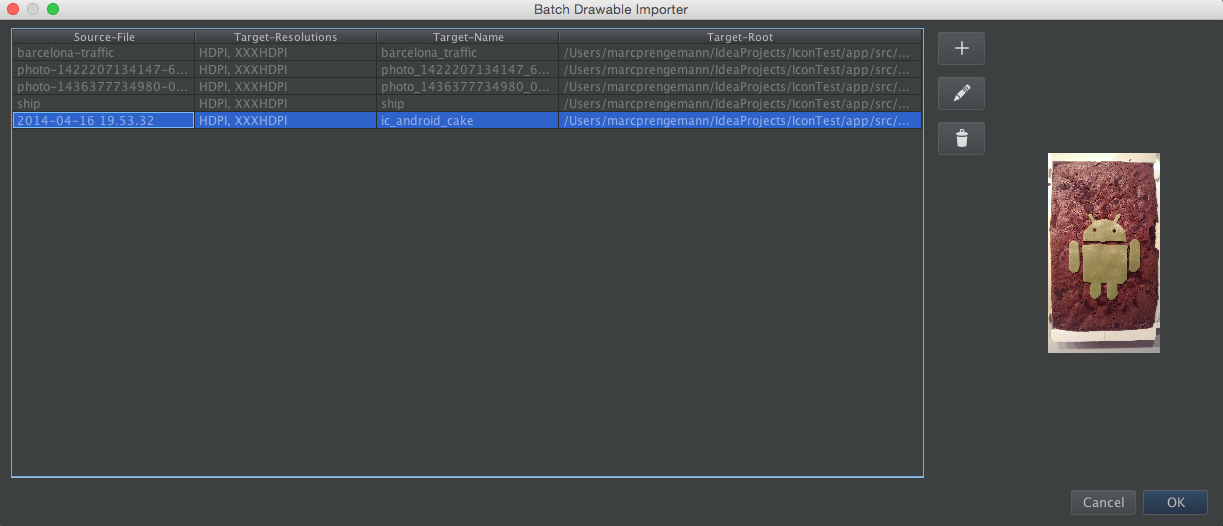 Batch Drawable Importer
Source-File Target-Resolutions Target-Name Target-Root
barcelona-traffic HDPI, XXXHDPI barcelona_traffic /Users/marcprengemann/IdeaProjects/IconTest/app/src/...
photo-1422207134147-6... HDPI, XXXHDPI photo_1422207134147_6... /Users/marcprengemann/IdeaProjects/IconTest/app/src/...
photo-1436377734980-0... HDPI, XXXHDPI photo_1436377734980_0... /Users/marcprengemann/IdeaProjects/IconTest/app/src/...
ship HDPI, XXXHDPI ship /Users/marcprengemann/IdeaProjects/IconTest/app/src/...
2014-04-16 19.53.32 HDPI, XXXHDPI ic_android_cake /Users/marcprengemann/IdeaProjects/IconTest/app/src/...
Cancel OK